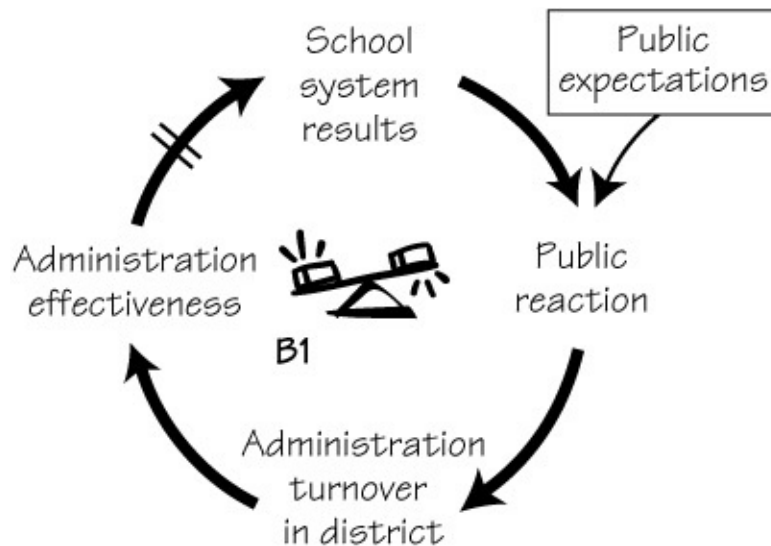 School
system
results
Public
expectations
Public
reaction
Administration
turnover
in district
Administration
effectiveness
B1